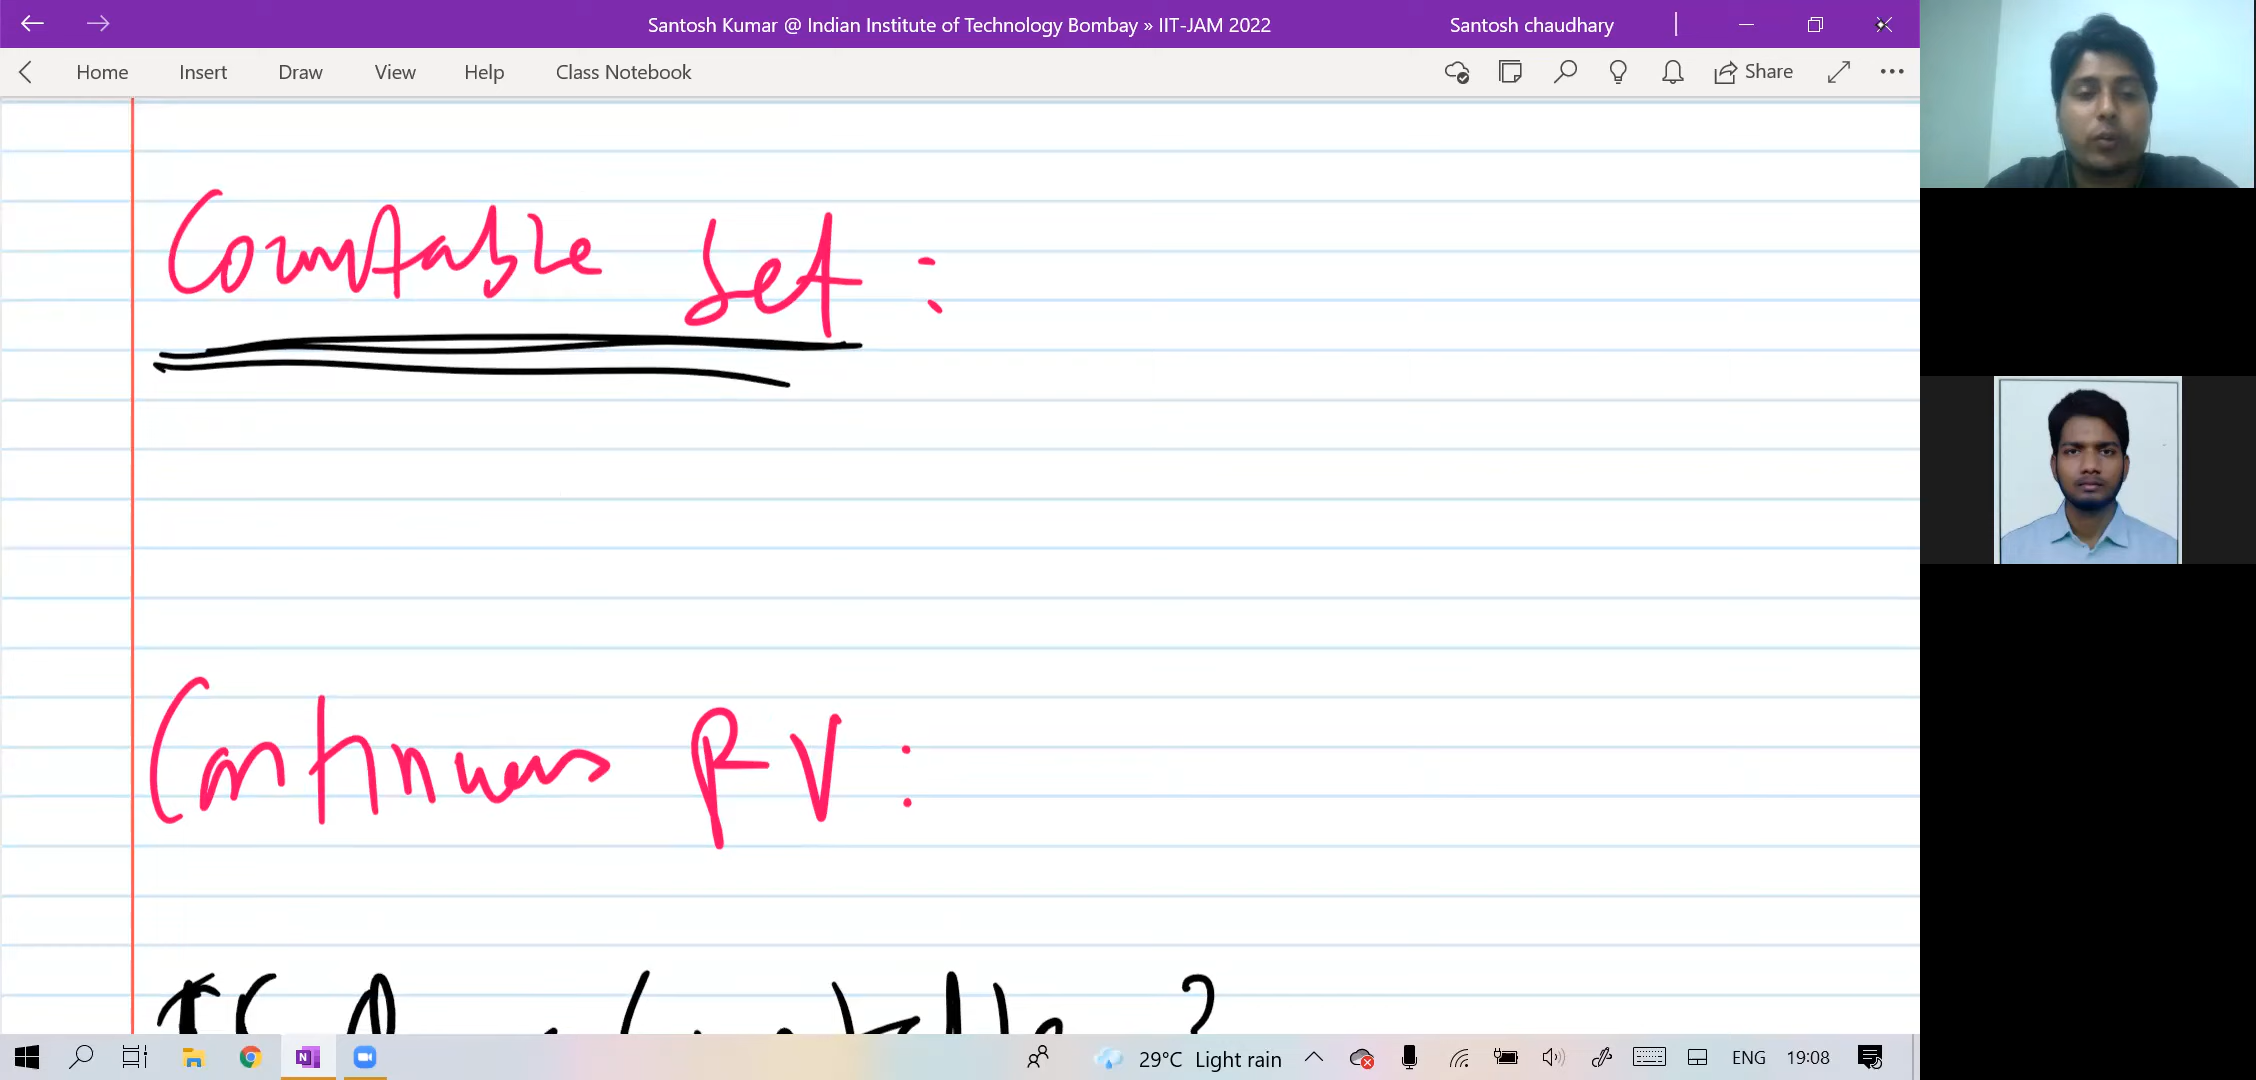 Santosh Kumar @ Indian Institute of Technology Bombay » IIT-JAM 2022 Santosh chaudhary
Home Insert Draw View Help Class Notebook Share
Countable Set :
Continuous RV :
?
29°C Light rain ENG 19:08